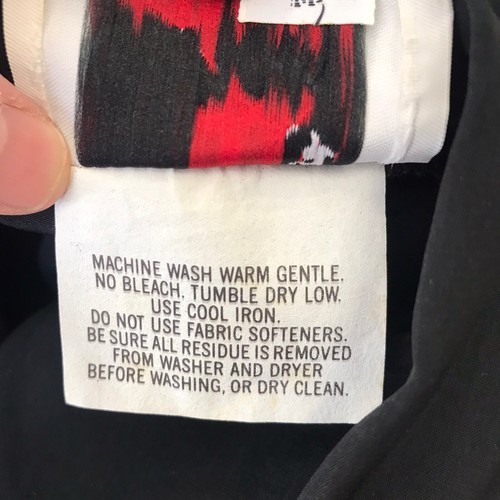 MACHINE WASH WARM GENTLE.
NO BLEACH, TUMBLE DRY LOW.
USE COOL IRON.
DO NOT USE FABRIC SOFTENERS.
BE SURE ALL RESIDUE IS REMOVED
FROM WASHER AND DRYER
BEFORE WASHING, OR DRY CLEAN.